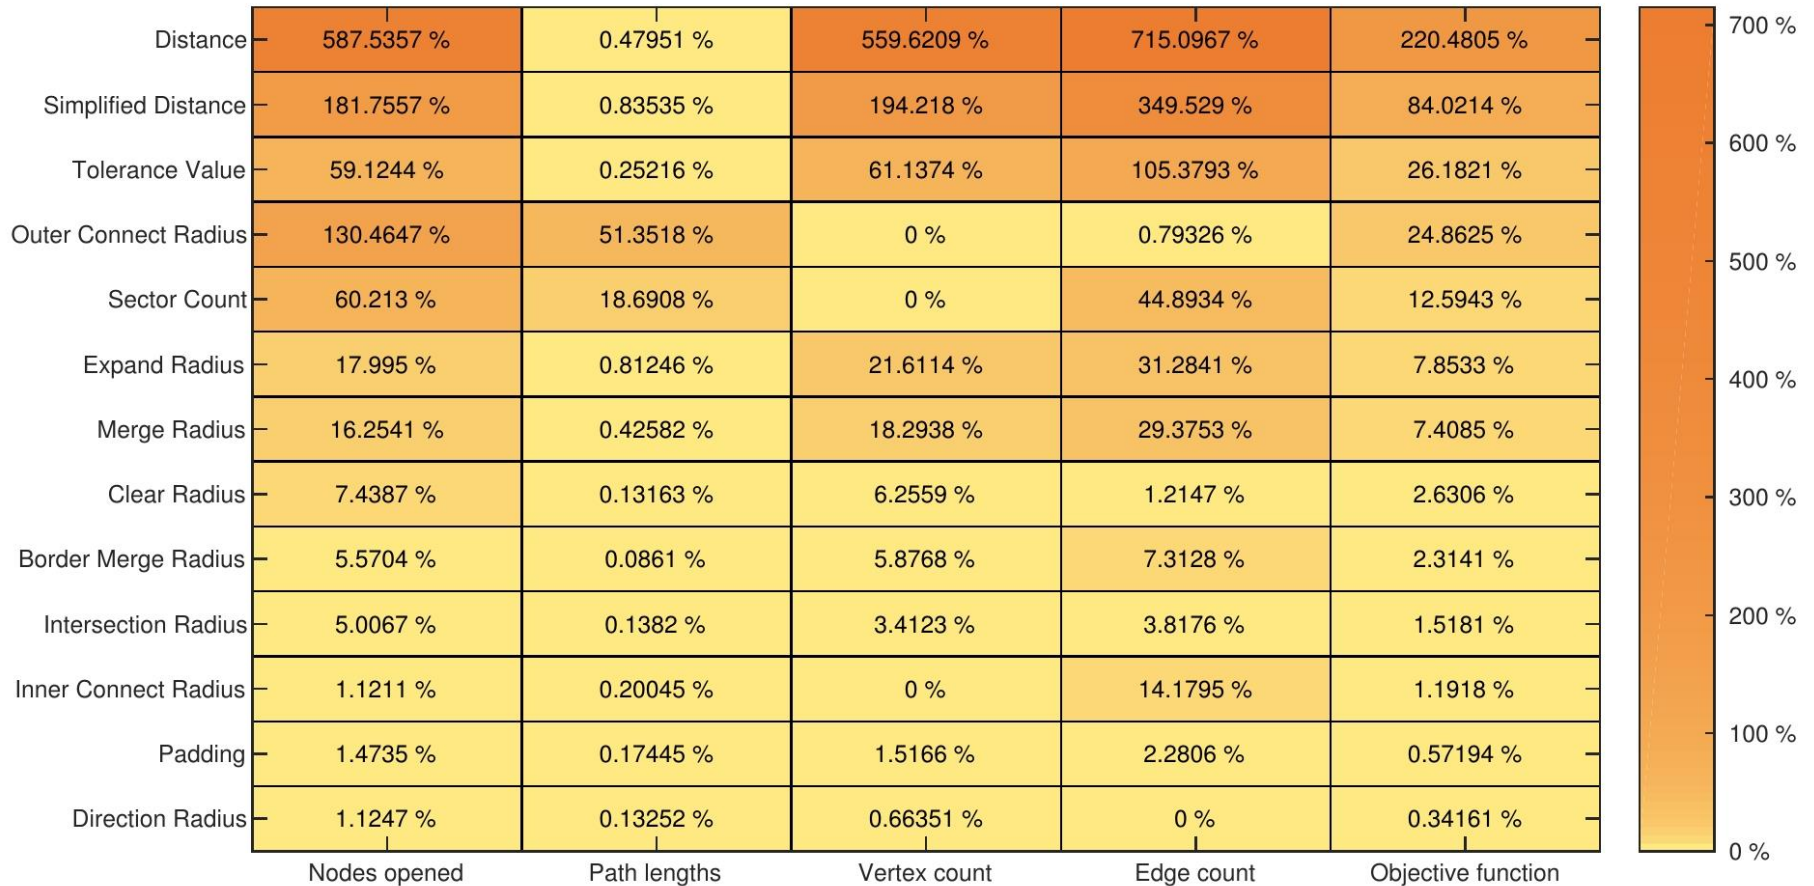 Distance 587.5357 % 0.47951 % 559.6209 % 715.0967 % 220.4805 % 700 %
Simplified Distance 181.7557 % 0.83535 % 194.218 % 349.529 % 84.0214 % 600 %
Tolerance Value 59.1244 % 0.25216 % 61.1374 % 105.3793 % 26.1821 %
Outer Connect Radius 130.4647 % 51.3518 % 0 % 0.79326 % 24.8625 % 500 %
Sector Count 60.213 % 18.6908 % 0 % 44.8934 % 12.5943 %
Expand Radius 17.995 % 0.81246 % 21.6114 % 31.2841 % 7.8533 % 400 %
Merge Radius 16.2541 % 0.42582 % 18.2938 % 29.3753 % 7.4085 %
Clear Radius 7.4387 % 0.13163 % 6.2559 % 1.2147 % 2.6306 % 300 %
Border Merge Radius 5.5704 % 0.0861 % 5.8768 % 7.3128 % 2.3141 %
Intersection Radius 5.0067 % 0.1382 % 3.4123 % 3.8176 % 1.5181 % 200 %
Inner Connect Radius 1.1211 % 0.20045 % 0 % 14.1795 % 1.1918 %
Padding 1.4735 % 0.17445 % 1.5166 % 2.2806 % 0.57194 % 100 %
Direction Radius 1.1247 % 0.13252 % 0.66351 % 0 % 0.34161 % 0 %
Nodes opened Path lengths Vertex count Edge count Objective function